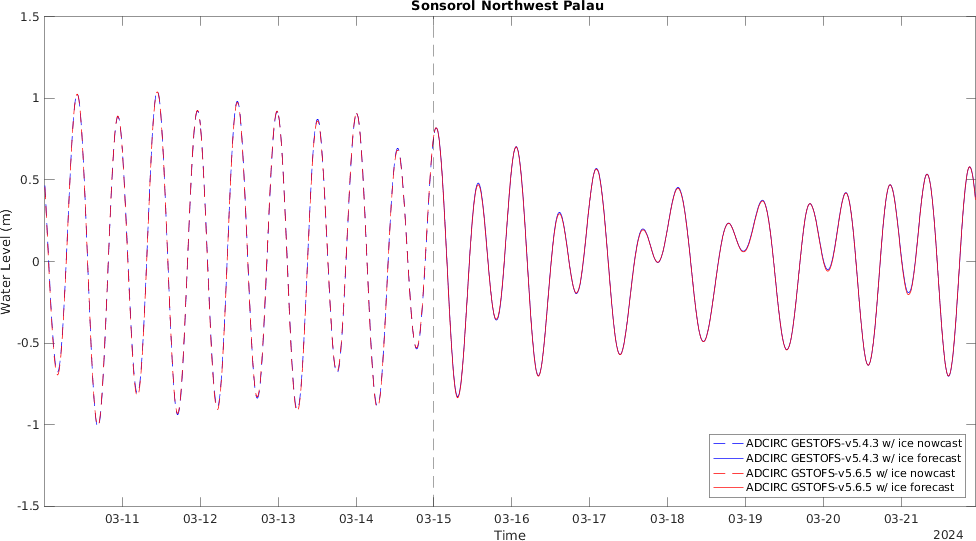 Sonsorol Northwest Palau
1.5
1
0.5
0
-0.5
-1
-1.5
Water Level (m)
ADCIRC GESTOFS-v5.4.3 w/ ice nowcast
ADCIRC GESTOFS-v5.4.3 w/ ice forecast
ADCIRC GSTOFS-v5.6.5 w/ ice nowcast
ADCIRC GSTOFS-v5.6.5 w/ ice forecast
03-11 03-12 03-13 03-14 03-15 03-16 03-17 03-18 03-19 03-20 03-21
Time
2024